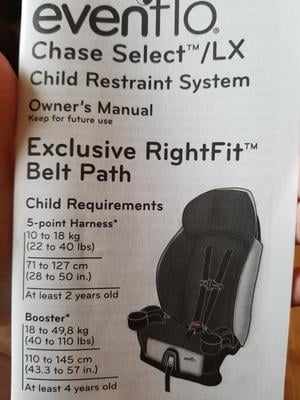 evenflo®
Chase Select™/LX
Child Restraint System
Owner's Manual
Keep for future use
Exclusive RightFit™
Belt Path
Child Requirements
5-point Harness*
10 to 18 kg
(22 to 40 lbs)
71 to 127 cm
(28 to 50 in.)
At least 2 years old
Booster*
18 to 49,8 kg
(40 to 110 lbs)
110 to 145 cm
(43.3 to 57 in.)
At least 4 years old